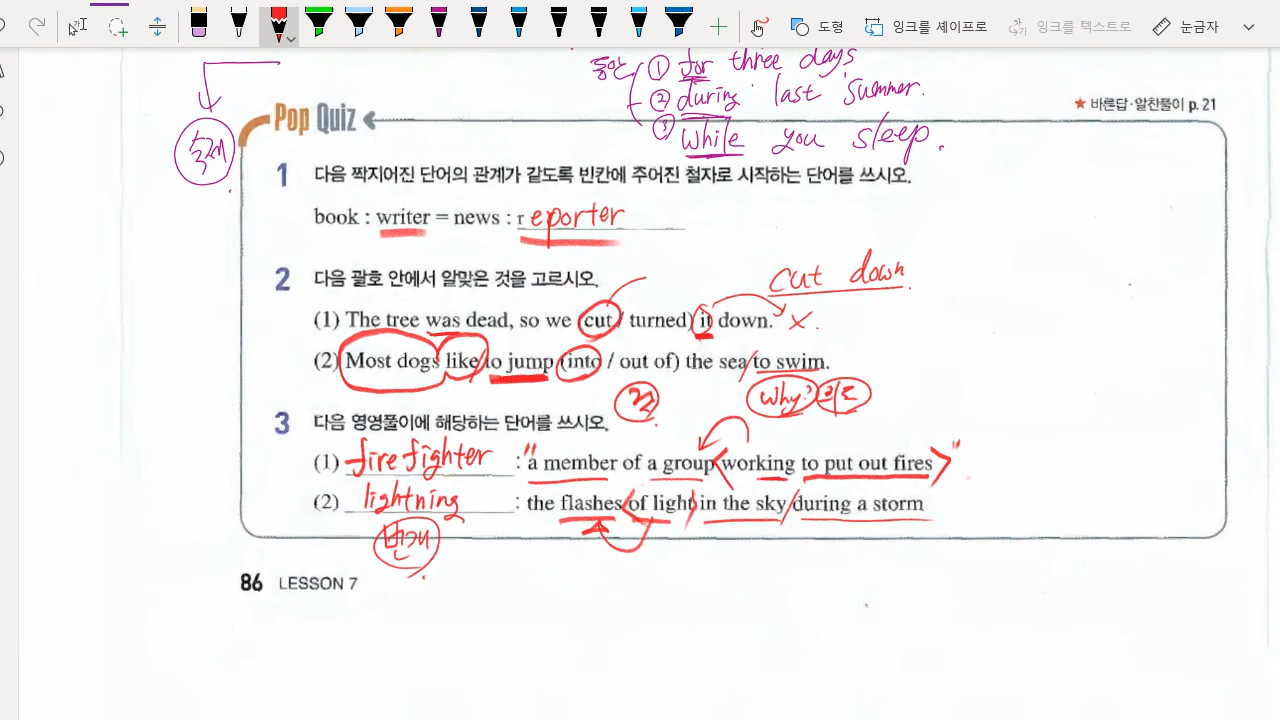 도형
잉크를 셰이프로
잉크를 텍스트로
눈금자
동안 ① for three days
② during last summer.
③ while you sleep.
숙제
Pop Quiz
★ 바른답·알찬풀이 p. 21
1 다음 짝지어진 단어의 관계가 같도록 빈칸에 주어진 철자로 시작하는 단어를 쓰시오.
book : writer = news : r eporter
2 다음 괄호 안에서 알맞은 것을 고르시오.
cut down
(1) The tree was dead, so we (cut / turned) it down. X.
(2) Most dogs like to jump (into / out of) the sea / to swim.
Why?
3 다음 영영풀이에 해당하는 단어를 쓰시오.
(1) fire fighter : "a member of a group <working to put out fires>"
(2) lightning : the flashes <of light> in the sky / during a storm
번개
86 LESSON 7